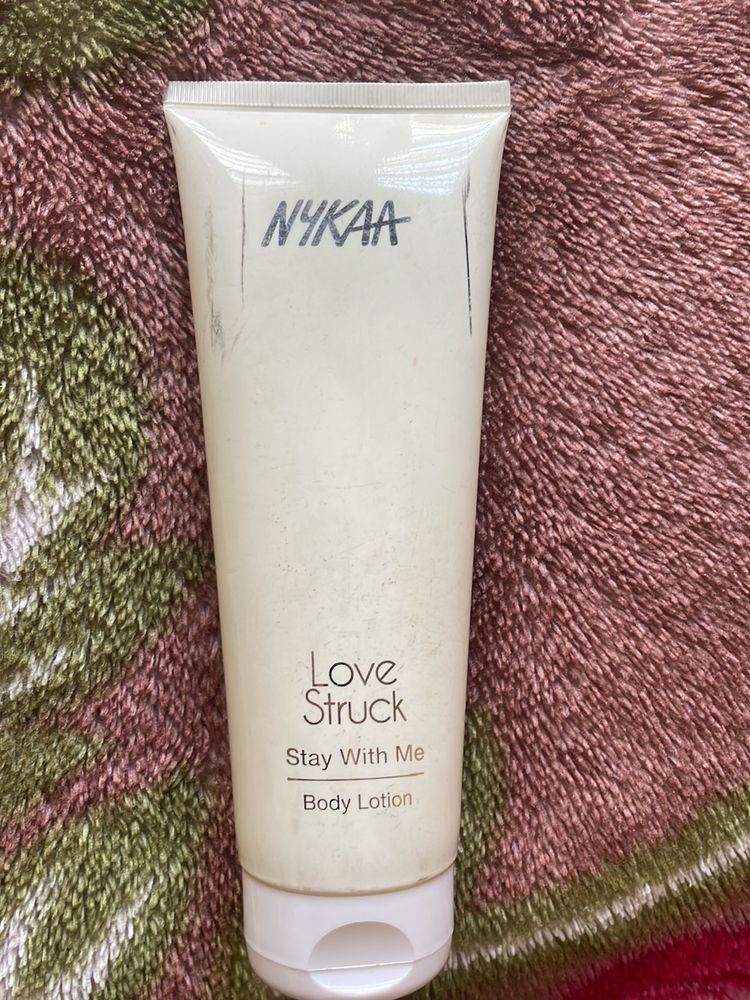 NYKAA
Love
Struck
Stay With Me
Body Lotion